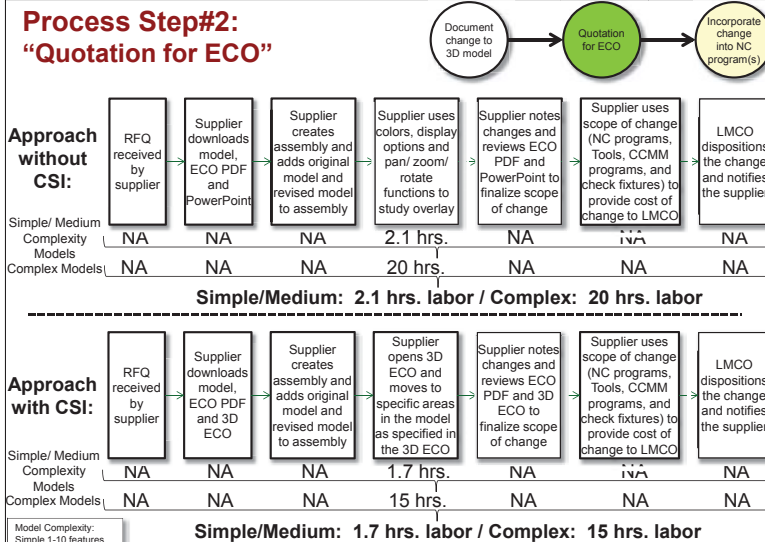 Process Step#2:
“Quotation for ECO”
Document
change to
3D model
Quotation
for ECO
Incorporate
change
into NC
program(s)
Approach
without
CSI:
RFQ
received
by
supplier
Supplier
downloads
model,
ECO PDF
and
PowerPoint
Supplier
creates
assembly and
adds original
model and
revised model
to assembly
Supplier uses
colors, display
options and
pan/ zoom/
rotate
functions to
study overlay
Supplier notes
changes and
reviews ECO
PDF and
PowerPoint to
finalize scope
of change
Supplier uses
scope of change
(NC programs,
Tools, CCMM
programs, and
check fixtures) to
provide cost of
change to LMCO
LMCO
dispositions
the change
and notifies
the supplier
Simple/ Medium
Complexity
Models
NA NA NA 2.1 hrs. NA NA NA
Complex Models
NA NA NA 20 hrs. NA NA NA
Simple/Medium: 2.1 hrs. labor / Complex: 20 hrs. labor
Approach
with CSI:
RFQ
received
by
supplier
Supplier
downloads
model,
ECO PDF
and 3D
ECO
Supplier
creates
assembly and
adds original
model and
revised model
to assembly
Supplier
opens 3D
ECO and
moves to
specific areas
in the model
as specified in
the 3D ECO
Supplier notes
changes and
reviews ECO
PDF and 3D
ECO to
finalize scope
of change
Supplier uses
scope of change
(NC programs,
Tools, CCMM
programs, and
check fixtures) to
provide cost of
change to LMCO
LMCO
dispositions
the change
and notifies
the supplier
Simple/ Medium
Complexity
Models
NA NA NA 1.7 hrs. NA NA NA
Complex Models
NA NA NA 15 hrs. NA NA NA
Simple/Medium: 1.7 hrs. labor / Complex: 15 hrs. labor
Model Complexity:
Simple 1-10 features